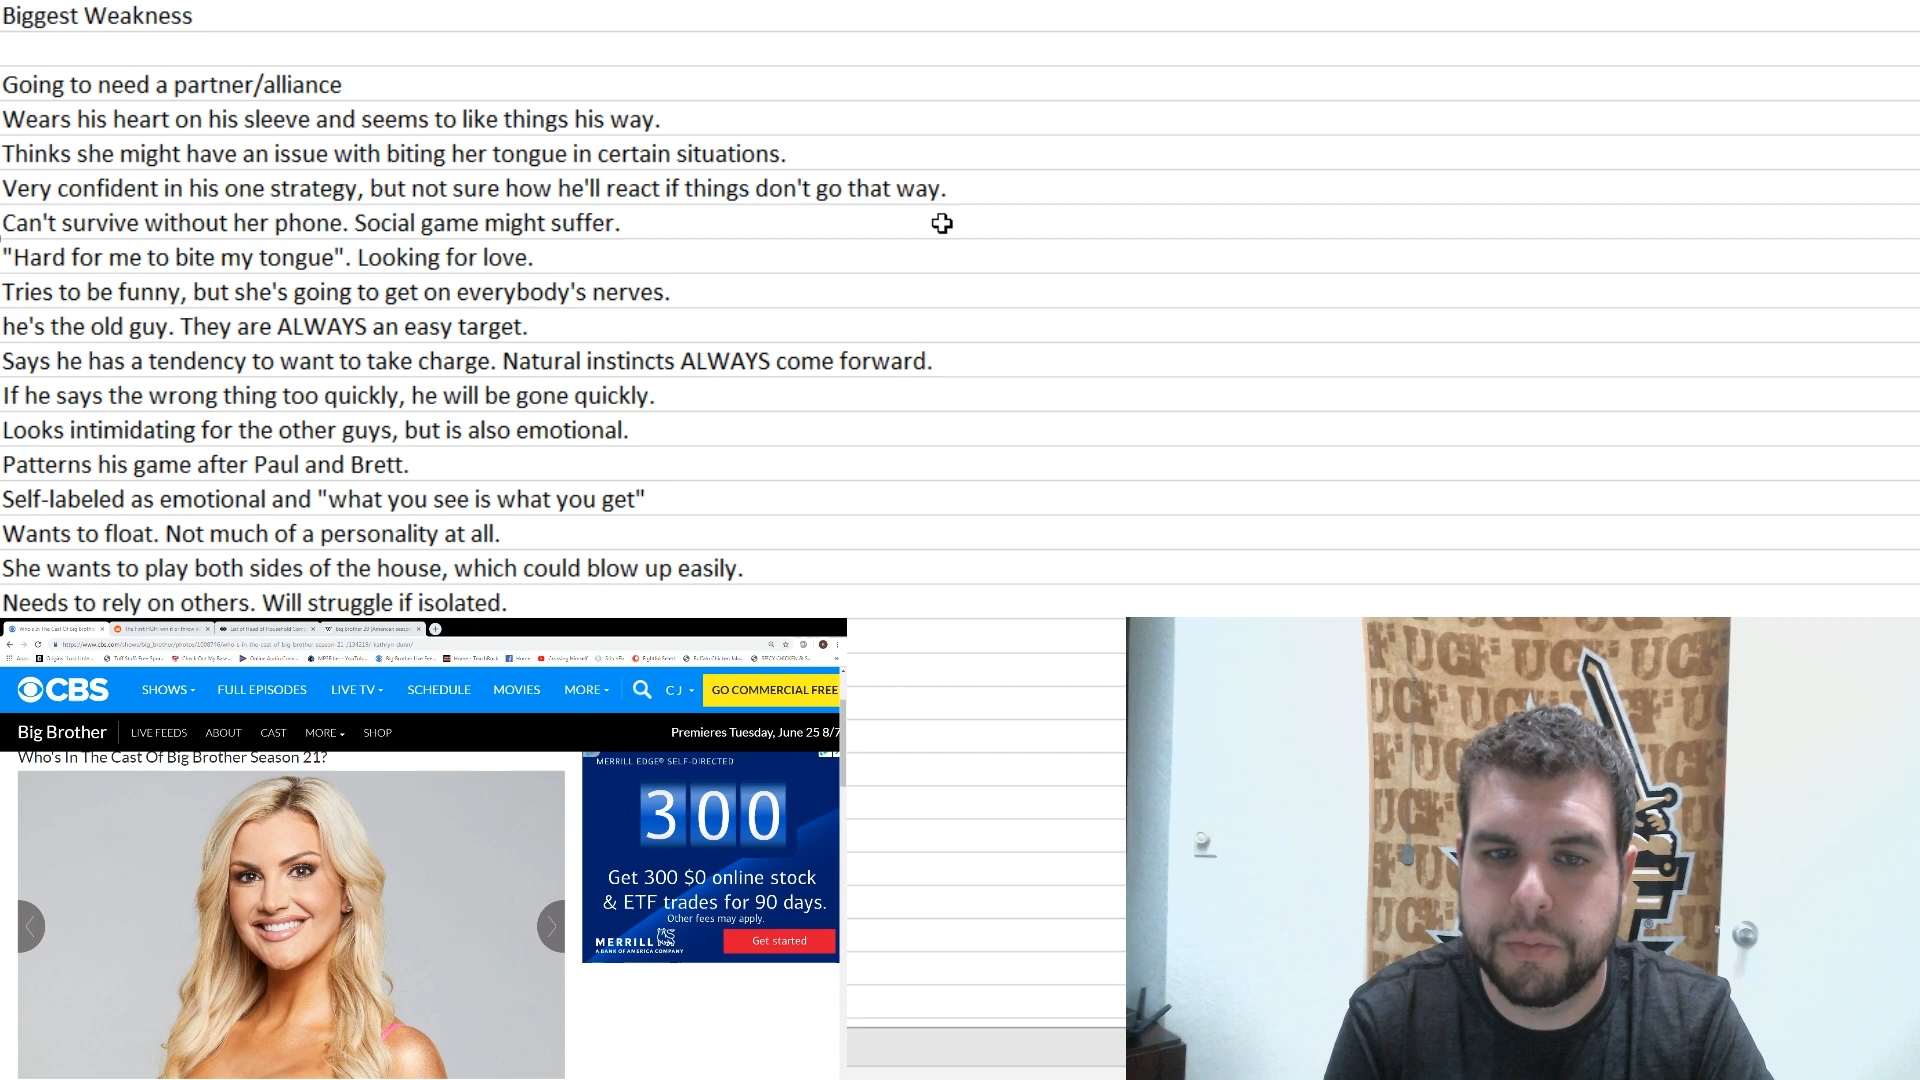 Biggest Weakness
Going to need a partner/alliance
Wears his heart on his sleeve and seems to like things his way.
Thinks she might have an issue with biting her tongue in certain situations.
Very confident in his one strategy, but not sure how he'll react if things don't go that way.
Can't survive without her phone. Social game might suffer.
"Hard for me to bite my tongue". Looking for love.
Tries to be funny, but she's going to get on everybody's nerves.
he's the old guy. They are ALWAYS an easy target.
Says he has a tendency to want to take charge. Natural instincts ALWAYS come forward.
If he says the wrong thing too quickly, he will be gone quickly.
Looks intimidating for the other guys, but is also emotional.
Patterns his game after Paul and Brett.
Self-labeled as emotional and "what you see is what you get"
Wants to float. Not much of a personality at all.
She wants to play both sides of the house, which could blow up easily.
Needs to rely on others. Will struggle if isolated.
CBS SHOWS FULL EPISODES LIVE TV SCHEDULE MOVIES MORE CJ GO COMMERCIAL FREE
Big Brother LIVE FEEDS ABOUT CAST MORE SHOP Premieres Tuesday, June 25 8/7
Who's In The Cast Of Big Brother Season 21?
MERRILL EDGE® SELF-DIRECTED
300
Get 300 $0 online stock
& ETF trades for 90 days.
Other fees may apply.
MERRILL
A BANK OF AMERICA COMPANY
Get started
UCF UCF UCF